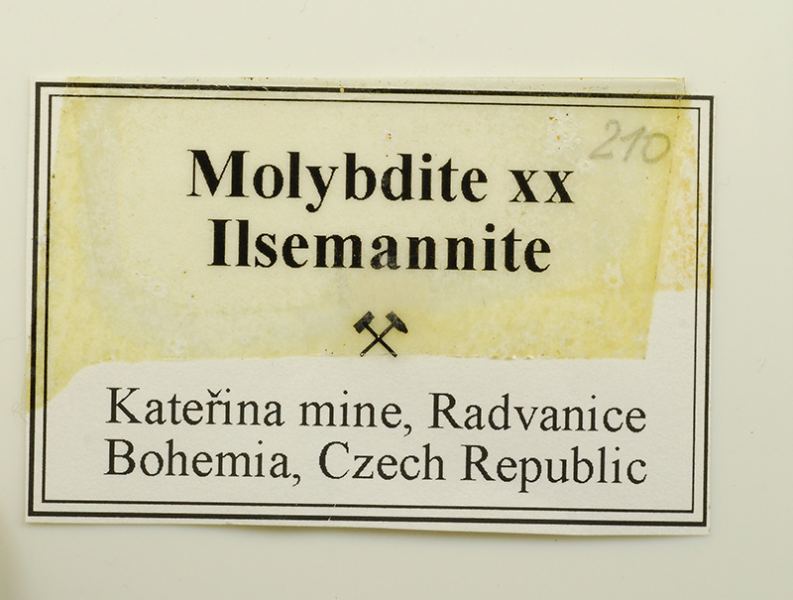 210
Molybdite xx
Ilsemannite
Kateřina mine, Radvanice
Bohemia, Czech Republic